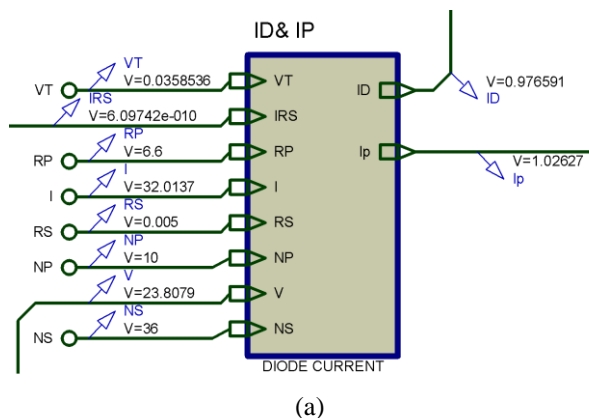 ID& IP
VT
VT
V=0.0358536
VT
IRS
V=6.09742e-010
IRS
RP
RP
V=6.6
RP
I
I
V=32.0137
I
RS
RS
V=0.005
RS
NP
NP
V=10
NP
V
V=23.8079
V
NS
NS
V=36
NS
ID
V=0.976591
ID
Ip
V=1.02627
Ip
DIODE CURRENT
(a)